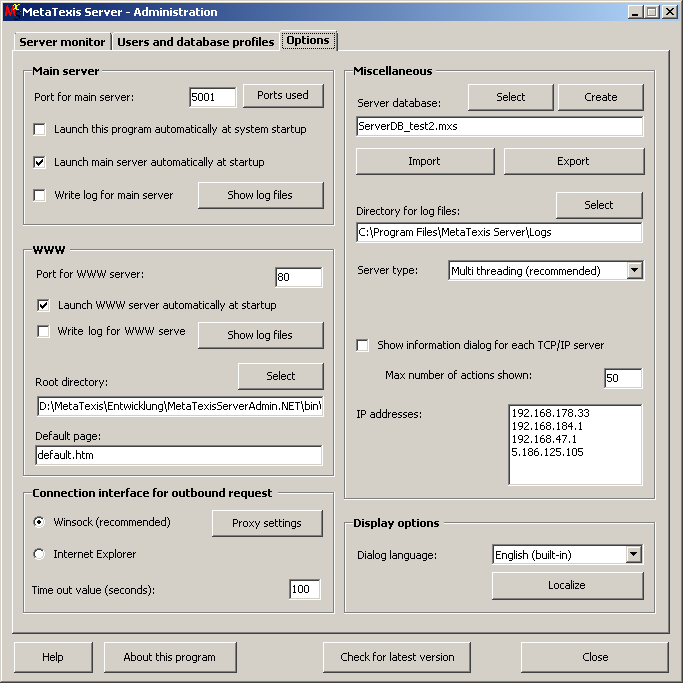 MetaTexis Server - Administration
Server monitor
Users and database profiles
Options
Main server
Port for main server:
5001
Ports used
Launch this program automatically at system startup
Launch main server automatically at startup
Write log for main server
Show log files
WWW
Port for WWW server:
80
Launch WWW server automatically at startup
Write log for WWW serve
Show log files
Root directory:
Select
D:\MetaTexis\Entwicklung\MetaTexisServerAdmin.NET\bin\
Default page:
default.htm
Connection interface for outbound request
Winsock (recommended)
Proxy settings
Internet Explorer
Time out value (seconds):
100
Miscellaneous
Server database:
Select
Create
ServerDB_test2.mxs
Import
Export
Directory for log files:
Select
C:\Program Files\MetaTexis Server\Logs
Server type:
Multi threading (recommended)
Show information dialog for each TCP/IP server
Max number of actions shown:
50
IP addresses:
192.168.178.33
192.168.184.1
192.168.47.1
5.186.125.105
Display options
Dialog language:
English (built-in)
Localize
Help
About this program
Check for latest version
Close